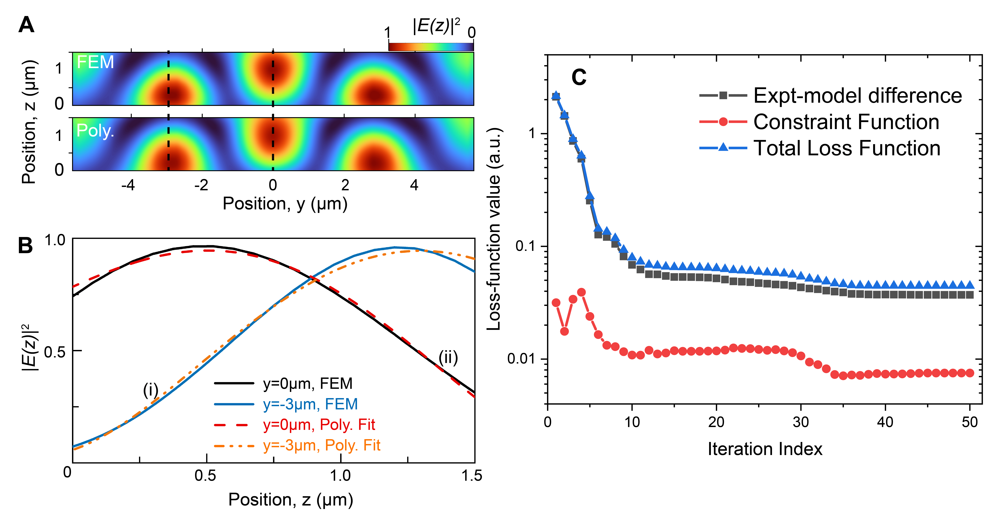 A
|E(z)|²
1
0
FEM
1
0
Poly.
1
0
Position, z (µm)
-4 -2 0 2 4
Position, y (µm)
B
1.0
0.5
|E(z)|²
(i)
(ii)
y=0µm, FEM
y=-3µm, FEM
y=0µm, Poly. Fit
y=-3µm, Poly. Fit
0 0.5 1.0 1.5
Position, z (µm)
C
Expt-model difference
Constraint Function
Total Loss Function
1
0.1
0.01
Loss-function value (a.u.)
0 10 20 30 40 50
Iteration Index